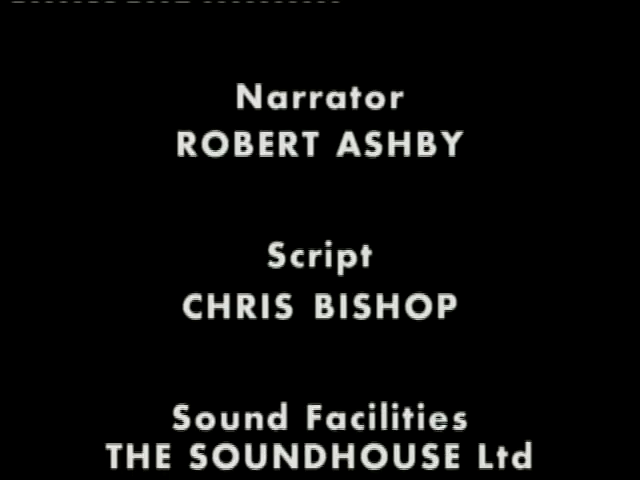 Narrator
ROBERT ASHBY
Script
CHRIS BISHOP
Sound Facilities
THE SOUNDHOUSE Ltd